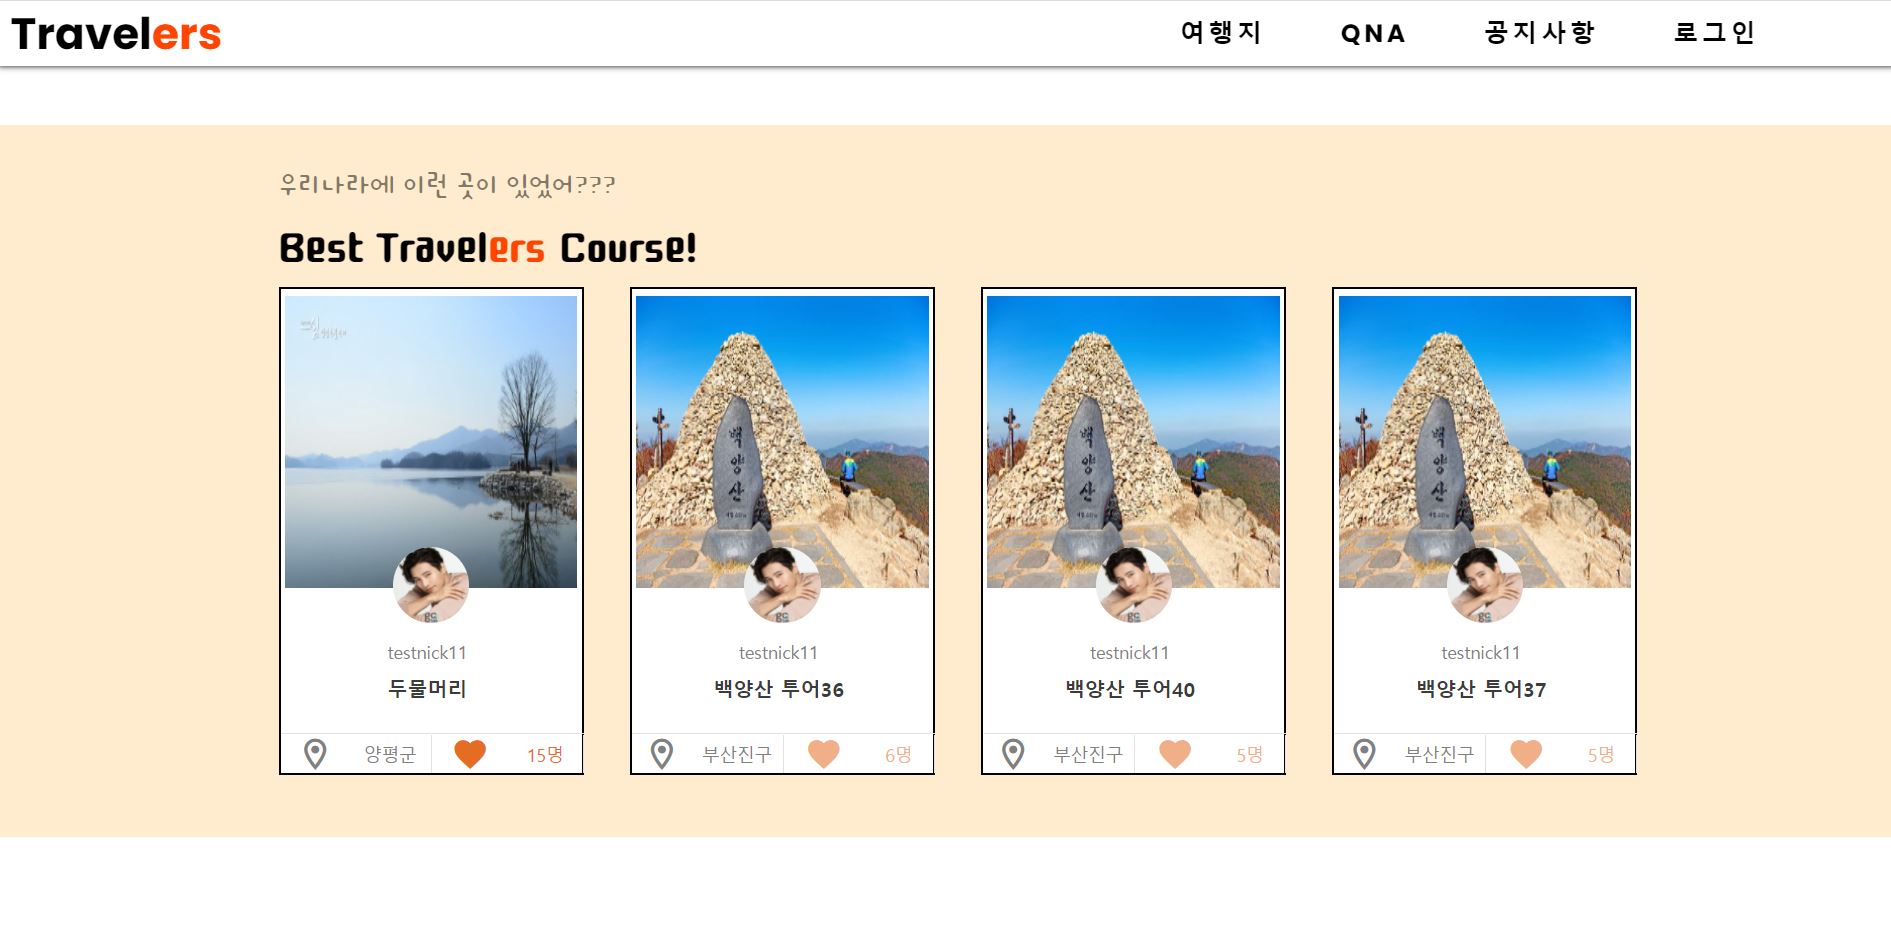 Travelers
여행지 QNA 공지사항 로그인
우리나라에 이런 곳이 있었어???
Best Travelers Course!
백양산
백양산
백양산
testnick11
두물머리
양평군 15명
testnick11
백양산 투어36
부산진구 6명
testnick11
백양산 투어40
부산진구 5명
testnick11
백양산 투어37
부산진구 5명